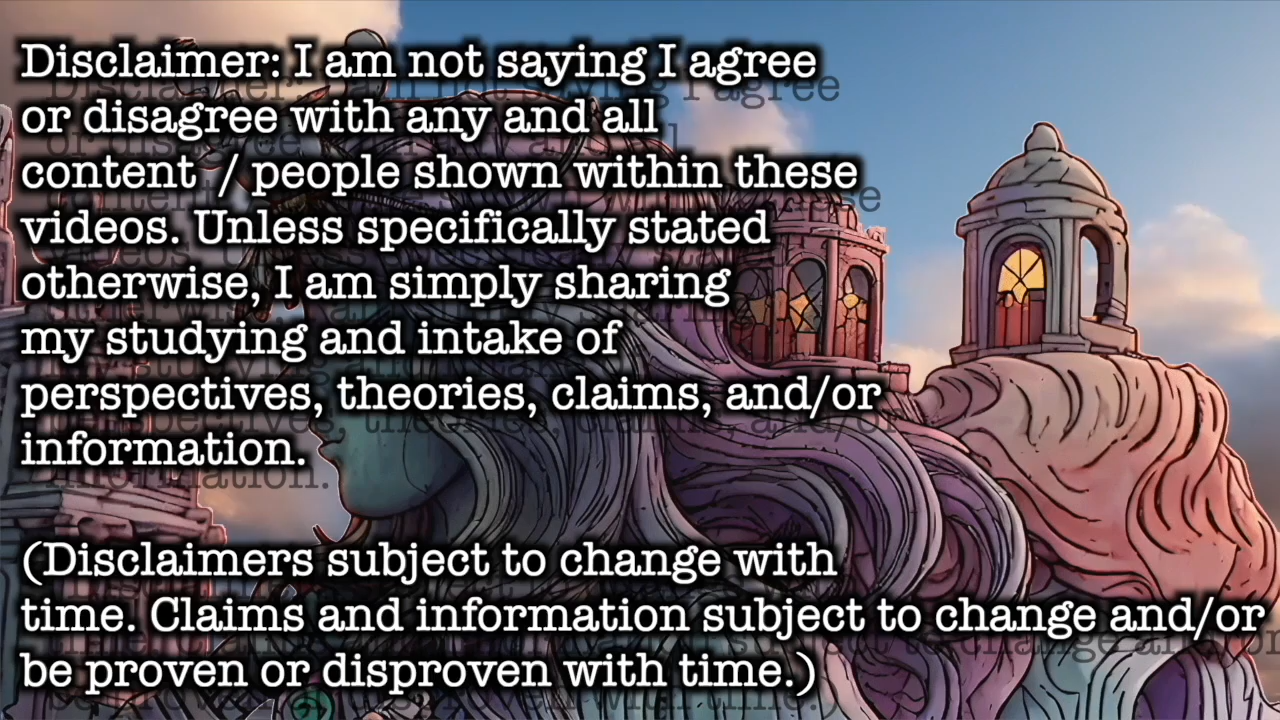 Disclaimer: I am not saying I agree
or disagree with any and all
content / people shown within these
videos. Unless specifically stated
otherwise, I am simply sharing
my studying and intake of
perspectives, theories, claims, and/or
information.
(Disclaimers subject to change with
time. Claims and information subject to change and/or
be proven or disproven with time.)